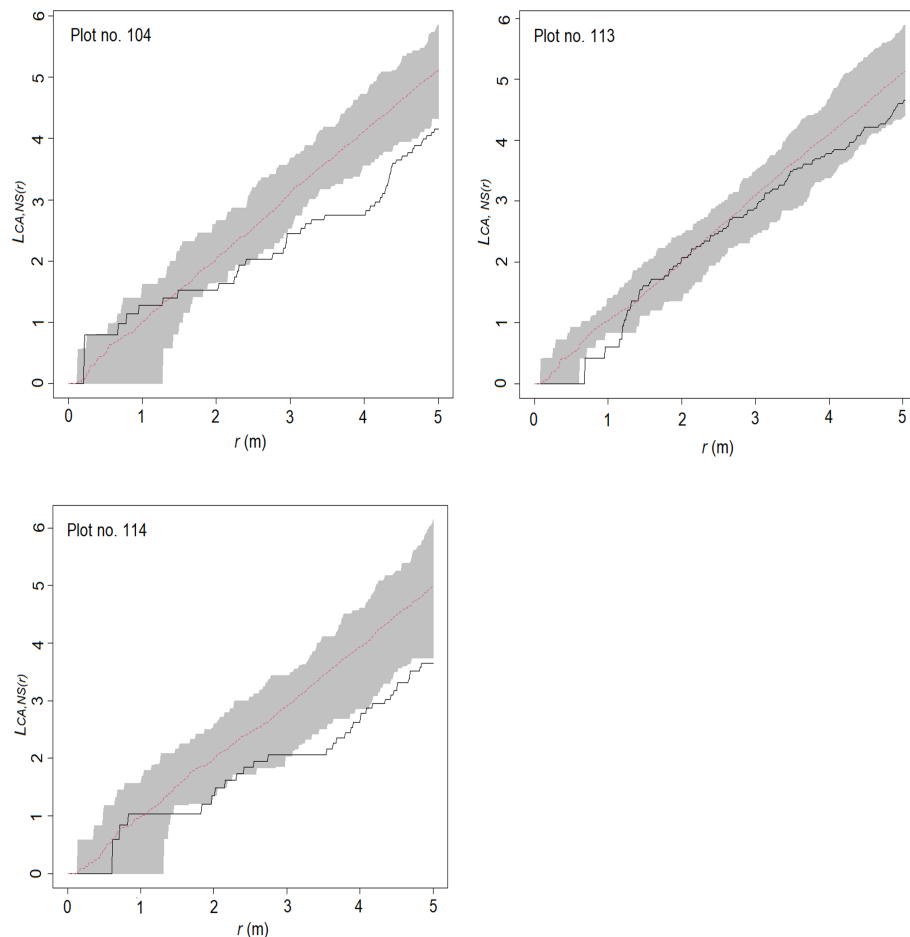 Plot no. 104
LCA,NS(r)
0 1 2 3 4 5 6
0 1 2 3 4 5
r (m)
Plot no. 113
LCA, NS(r)
0 1 2 3 4 5 6
0 1 2 3 4 5
r (m)
Plot no. 114
LCA,NS(r)
0 1 2 3 4 5 6
0 1 2 3 4 5
r (m)